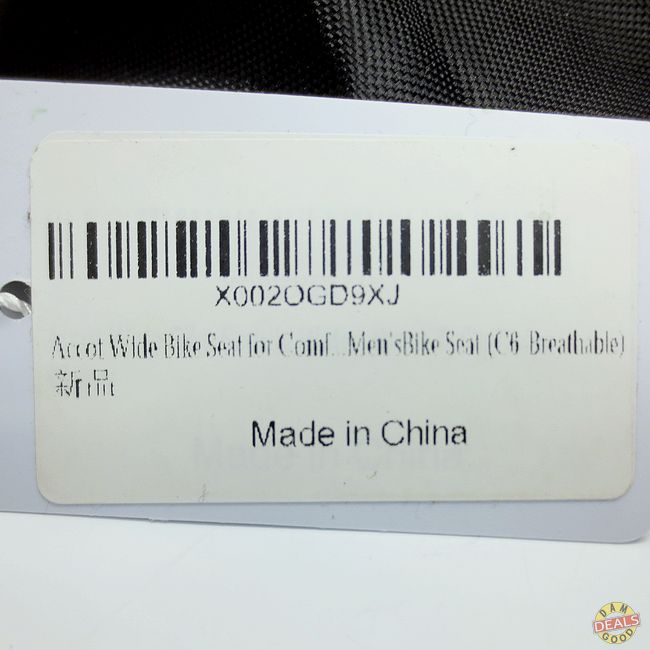 X002OGD9XJ
Accot Wide Bike Seat for Comf...Men'sBike Seat (C6-Breathable)
新品
Made in China
DAM
DEALS
GOOD